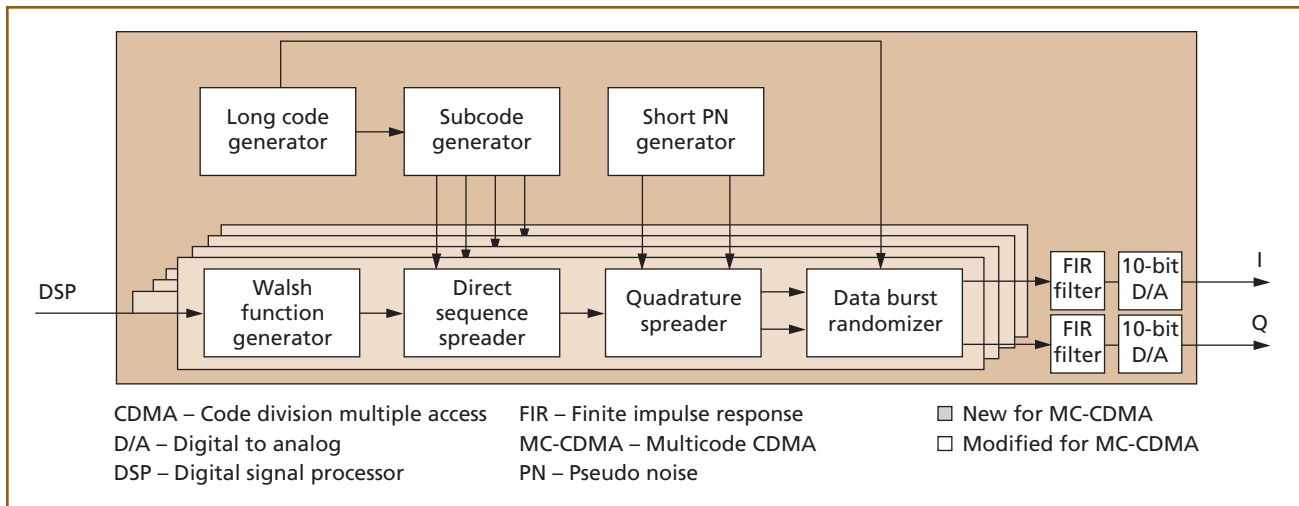 Long code
generator
Subcode
generator
Short PN
generator
DSP
Walsh
function
generator
Direct
sequence
spreader
Quadrature
spreader
Data burst
randomizer
FIR
filter
10-bit
D/A
I
FIR
filter
10-bit
D/A
Q
CDMA – Code division multiple access
D/A – Digital to analog
DSP – Digital signal processor
FIR – Finite impulse response
MC-CDMA – Multicode CDMA
PN – Pseudo noise
New for MC-CDMA
Modified for MC-CDMA